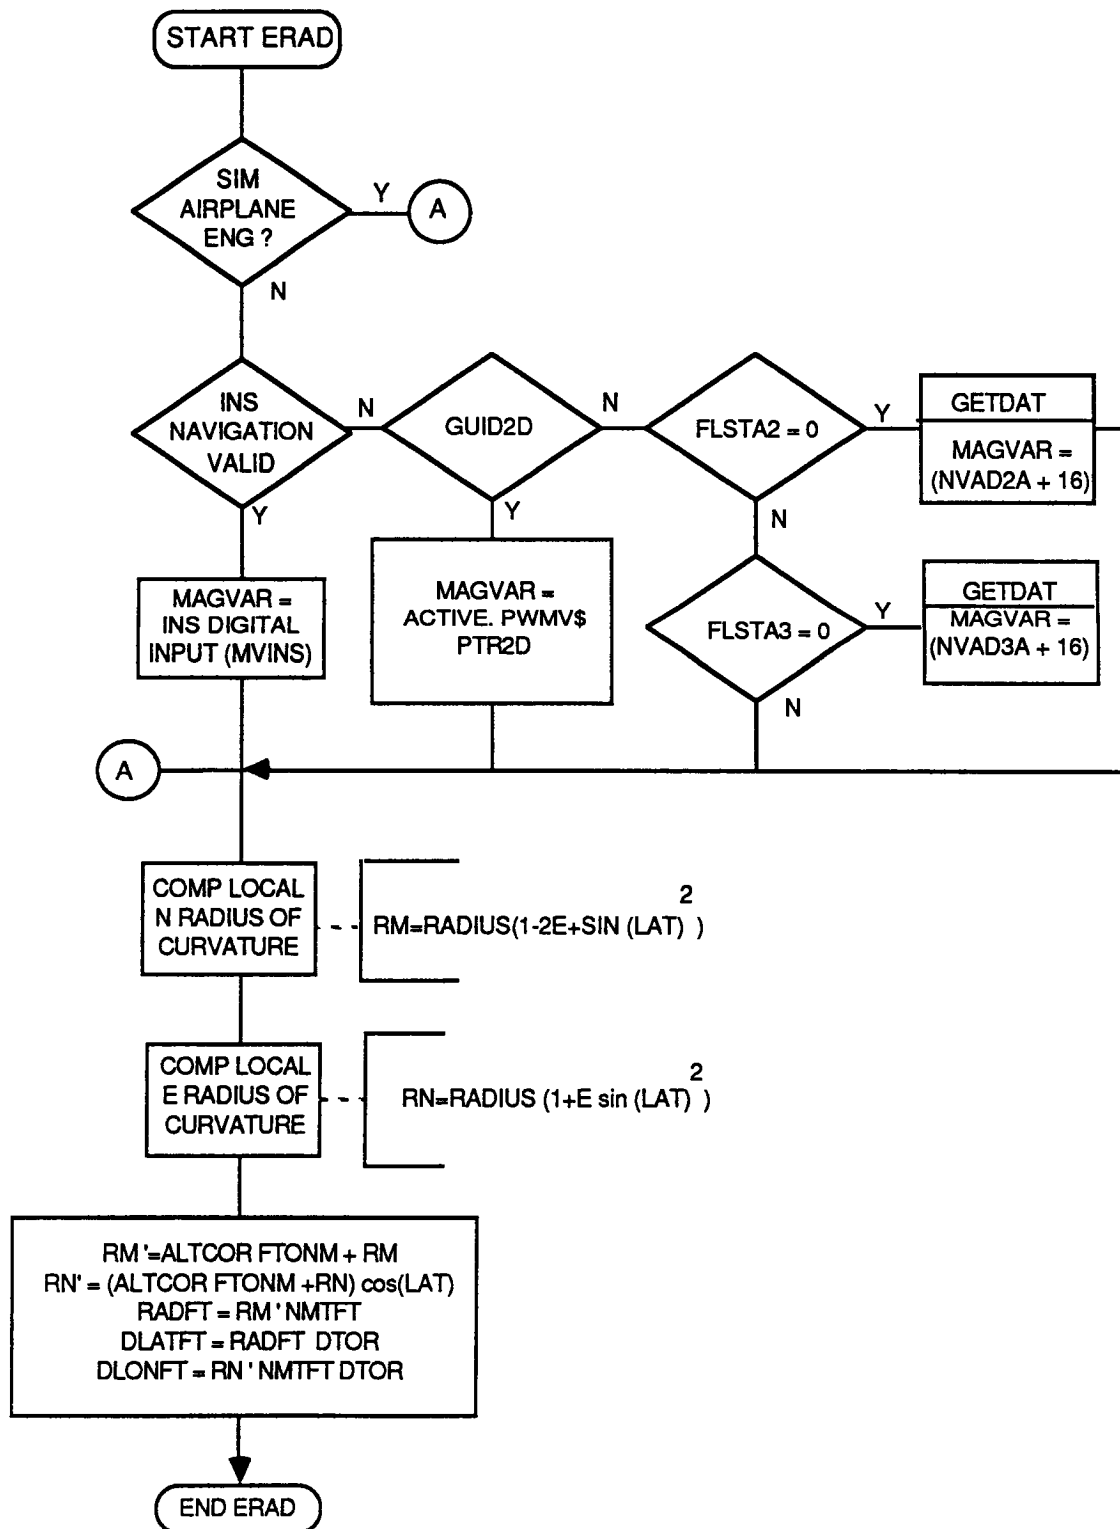 START ERAD
SIM
AIRPLANE
ENG ?
Y
A
N
INS
NAVIGATION
VALID
N
GUID2D
N
FLSTA2 = 0
Y
GETDAT
MAGVAR =
(NVAD2A + 16)
Y
Y
N
MAGVAR =
INS DIGITAL
INPUT (MVINS)
MAGVAR =
ACTIVE. PWMV$
PTR2D
FLSTA3 = 0
Y
GETDAT
MAGVAR =
(NVAD3A + 16)
N
A
COMP LOCAL
N RADIUS OF
CURVATURE
RM=RADIUS(1-2E+SIN (LAT)2 )
COMP LOCAL
E RADIUS OF
CURVATURE
RN=RADIUS (1+E sin (LAT)2 )
RM '=ALTCOR FTONM + RM
RN' = (ALTCOR FTONM +RN) cos(LAT)
RADFT = RM ' NMTFT
DLATFT = RADFT DTOR
DLONFT = RN ' NMTFT DTOR
END ERAD